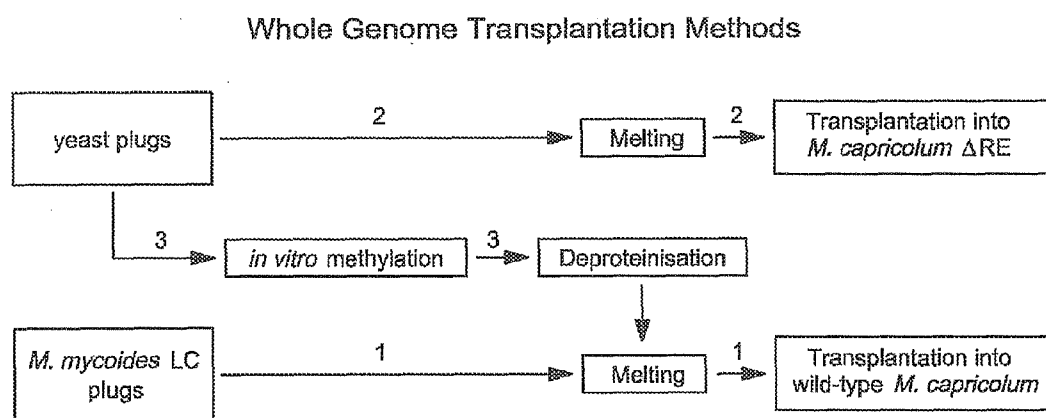 Whole Genome Transplantation Methods
yeast plugs
2
Melting
2
Transplantation into
M. capricolum ΔRE
3
in vitro methylation
3
Deproteinisation
M. mycoides LC
plugs
1
Melting
1
Transplantation into
wild-type M. capricolum